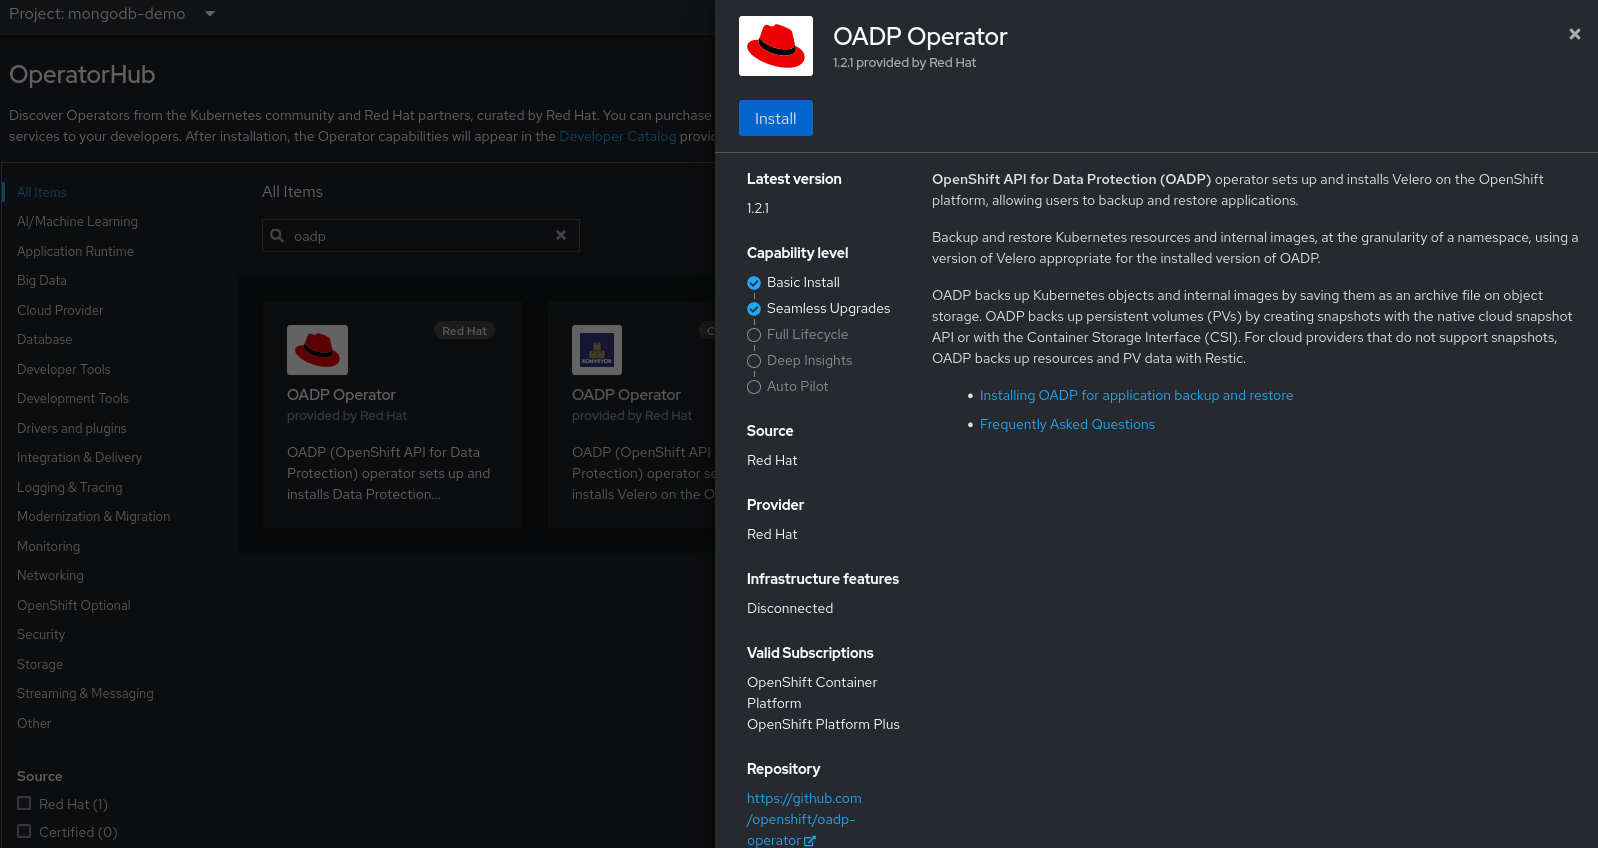 Project: mongodb-demo
OperatorHub
Discover Operators from the Kubernetes community and Red Hat partners, curated by Red Hat. You can purchase
services to your developers. After installation, the Operator capabilities will appear in the Developer Catalog
All Items
AI/Machine Learning
Application Runtime
Big Data
Cloud Provider
Database
Developer Tools
Development Tools
Drivers and plugins
Integration & Delivery
Logging & Tracing
Modernization & Migration
Monitoring
Networking
OpenShift Optional
Security
Storage
Streaming & Messaging
Other
Source
Red Hat (1)
Certified (0)
All Items
oadp
Red Hat
OADP Operator
provided by Red Hat
OADP (OpenShift API for Data
Protection) operator sets up and
installs Data Protection...
KONVEYOR
OADP Operator
provided by Red Hat
OADP (OpenShift API
Protection) operator
installs Velero on the
OADP Operator
1.2.1 provided by Red Hat
Install
Latest version
1.2.1
Capability level
Basic Install
Seamless Upgrades
Full Lifecycle
Deep Insights
Auto Pilot
Source
Red Hat
Provider
Red Hat
Infrastructure features
Disconnected
Valid Subscriptions
OpenShift Container
Platform
OpenShift Platform Plus
Repository
https://github.com
/openshift/oadp-
operator
OpenShift API for Data Protection (OADP) operator sets up and installs Velero on the OpenShift
platform, allowing users to backup and restore applications.
Backup and restore Kubernetes resources and internal images, at the granularity of a namespace, using a
version of Velero appropriate for the installed version of OADP.
OADP backs up Kubernetes objects and internal images by saving them as an archive file on object
storage. OADP backs up persistent volumes (PVs) by creating snapshots with the native cloud snapshot
API or with the Container Storage Interface (CSI). For cloud providers that do not support snapshots,
OADP backs up resources and PV data with Restic.
• Installing OADP for application backup and restore
• Frequently Asked Questions